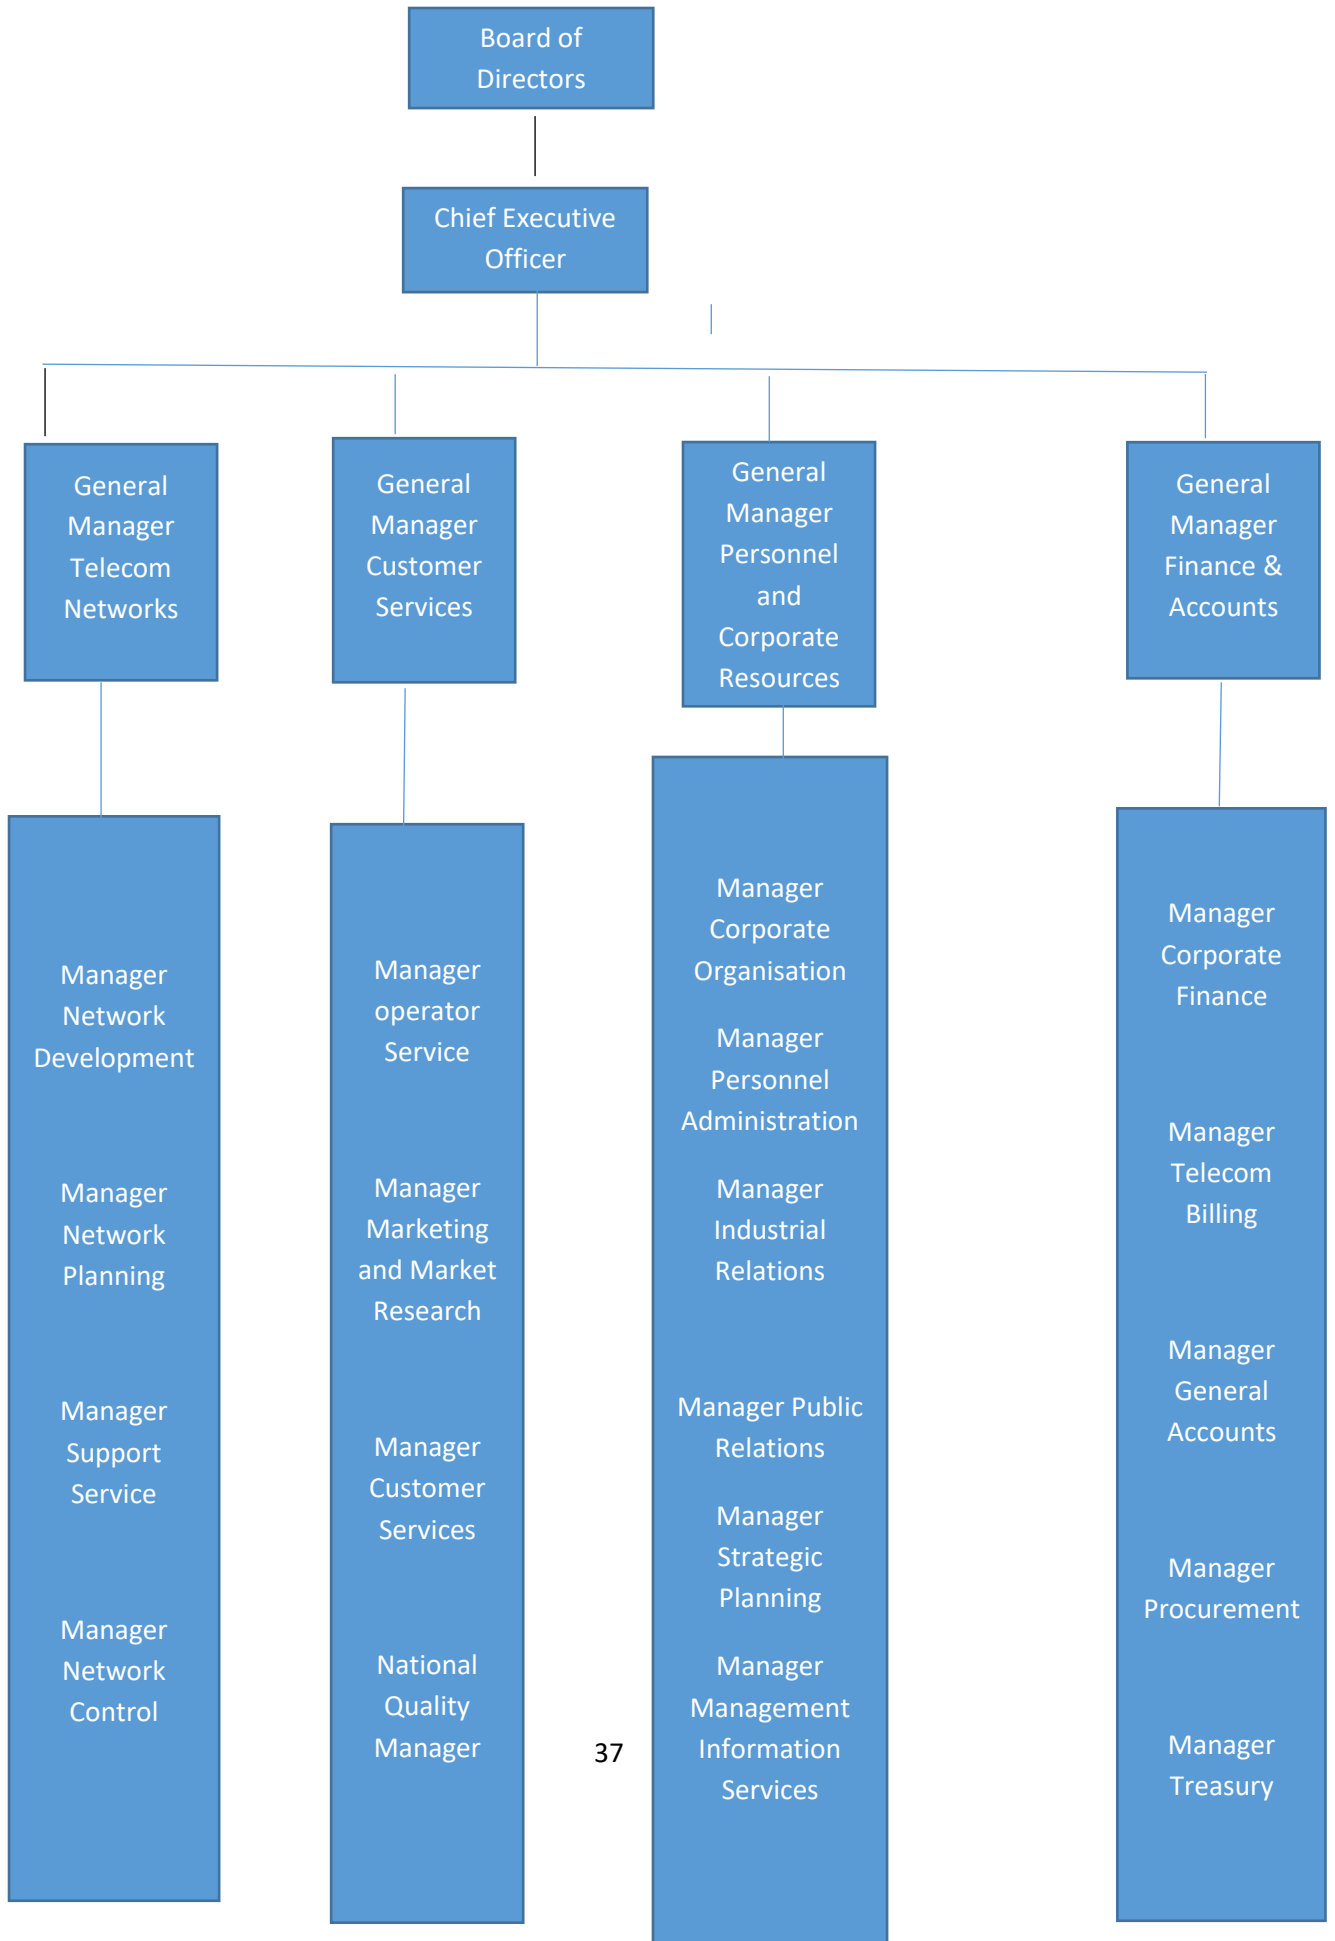 Board of
Directors
Chief Executive
Officer
General
Manager
Telecom
Networks
General
Manager
Customer
Services
General
Manager
Personnel
and
Corporate
Resources
General
Manager
Finance &
Accounts
Manager
Network
Development
Manager
Network
Planning
Manager
Support
Service
Manager
Network
Control
Manager
operator
Service
Manager
Marketing
and Market
Research
Manager
Customer
Services
National
Quality
Manager
Manager
Corporate
Organisation
Manager
Personnel
Administration
Manager
Industrial
Relations
Manager Public
Relations
Manager
Strategic
Planning
Manager
Management
Information
Services
Manager
Corporate
Finance
Manager
Telecom
Billing
Manager
General
Accounts
Manager
Procurement
Manager
Treasury
37